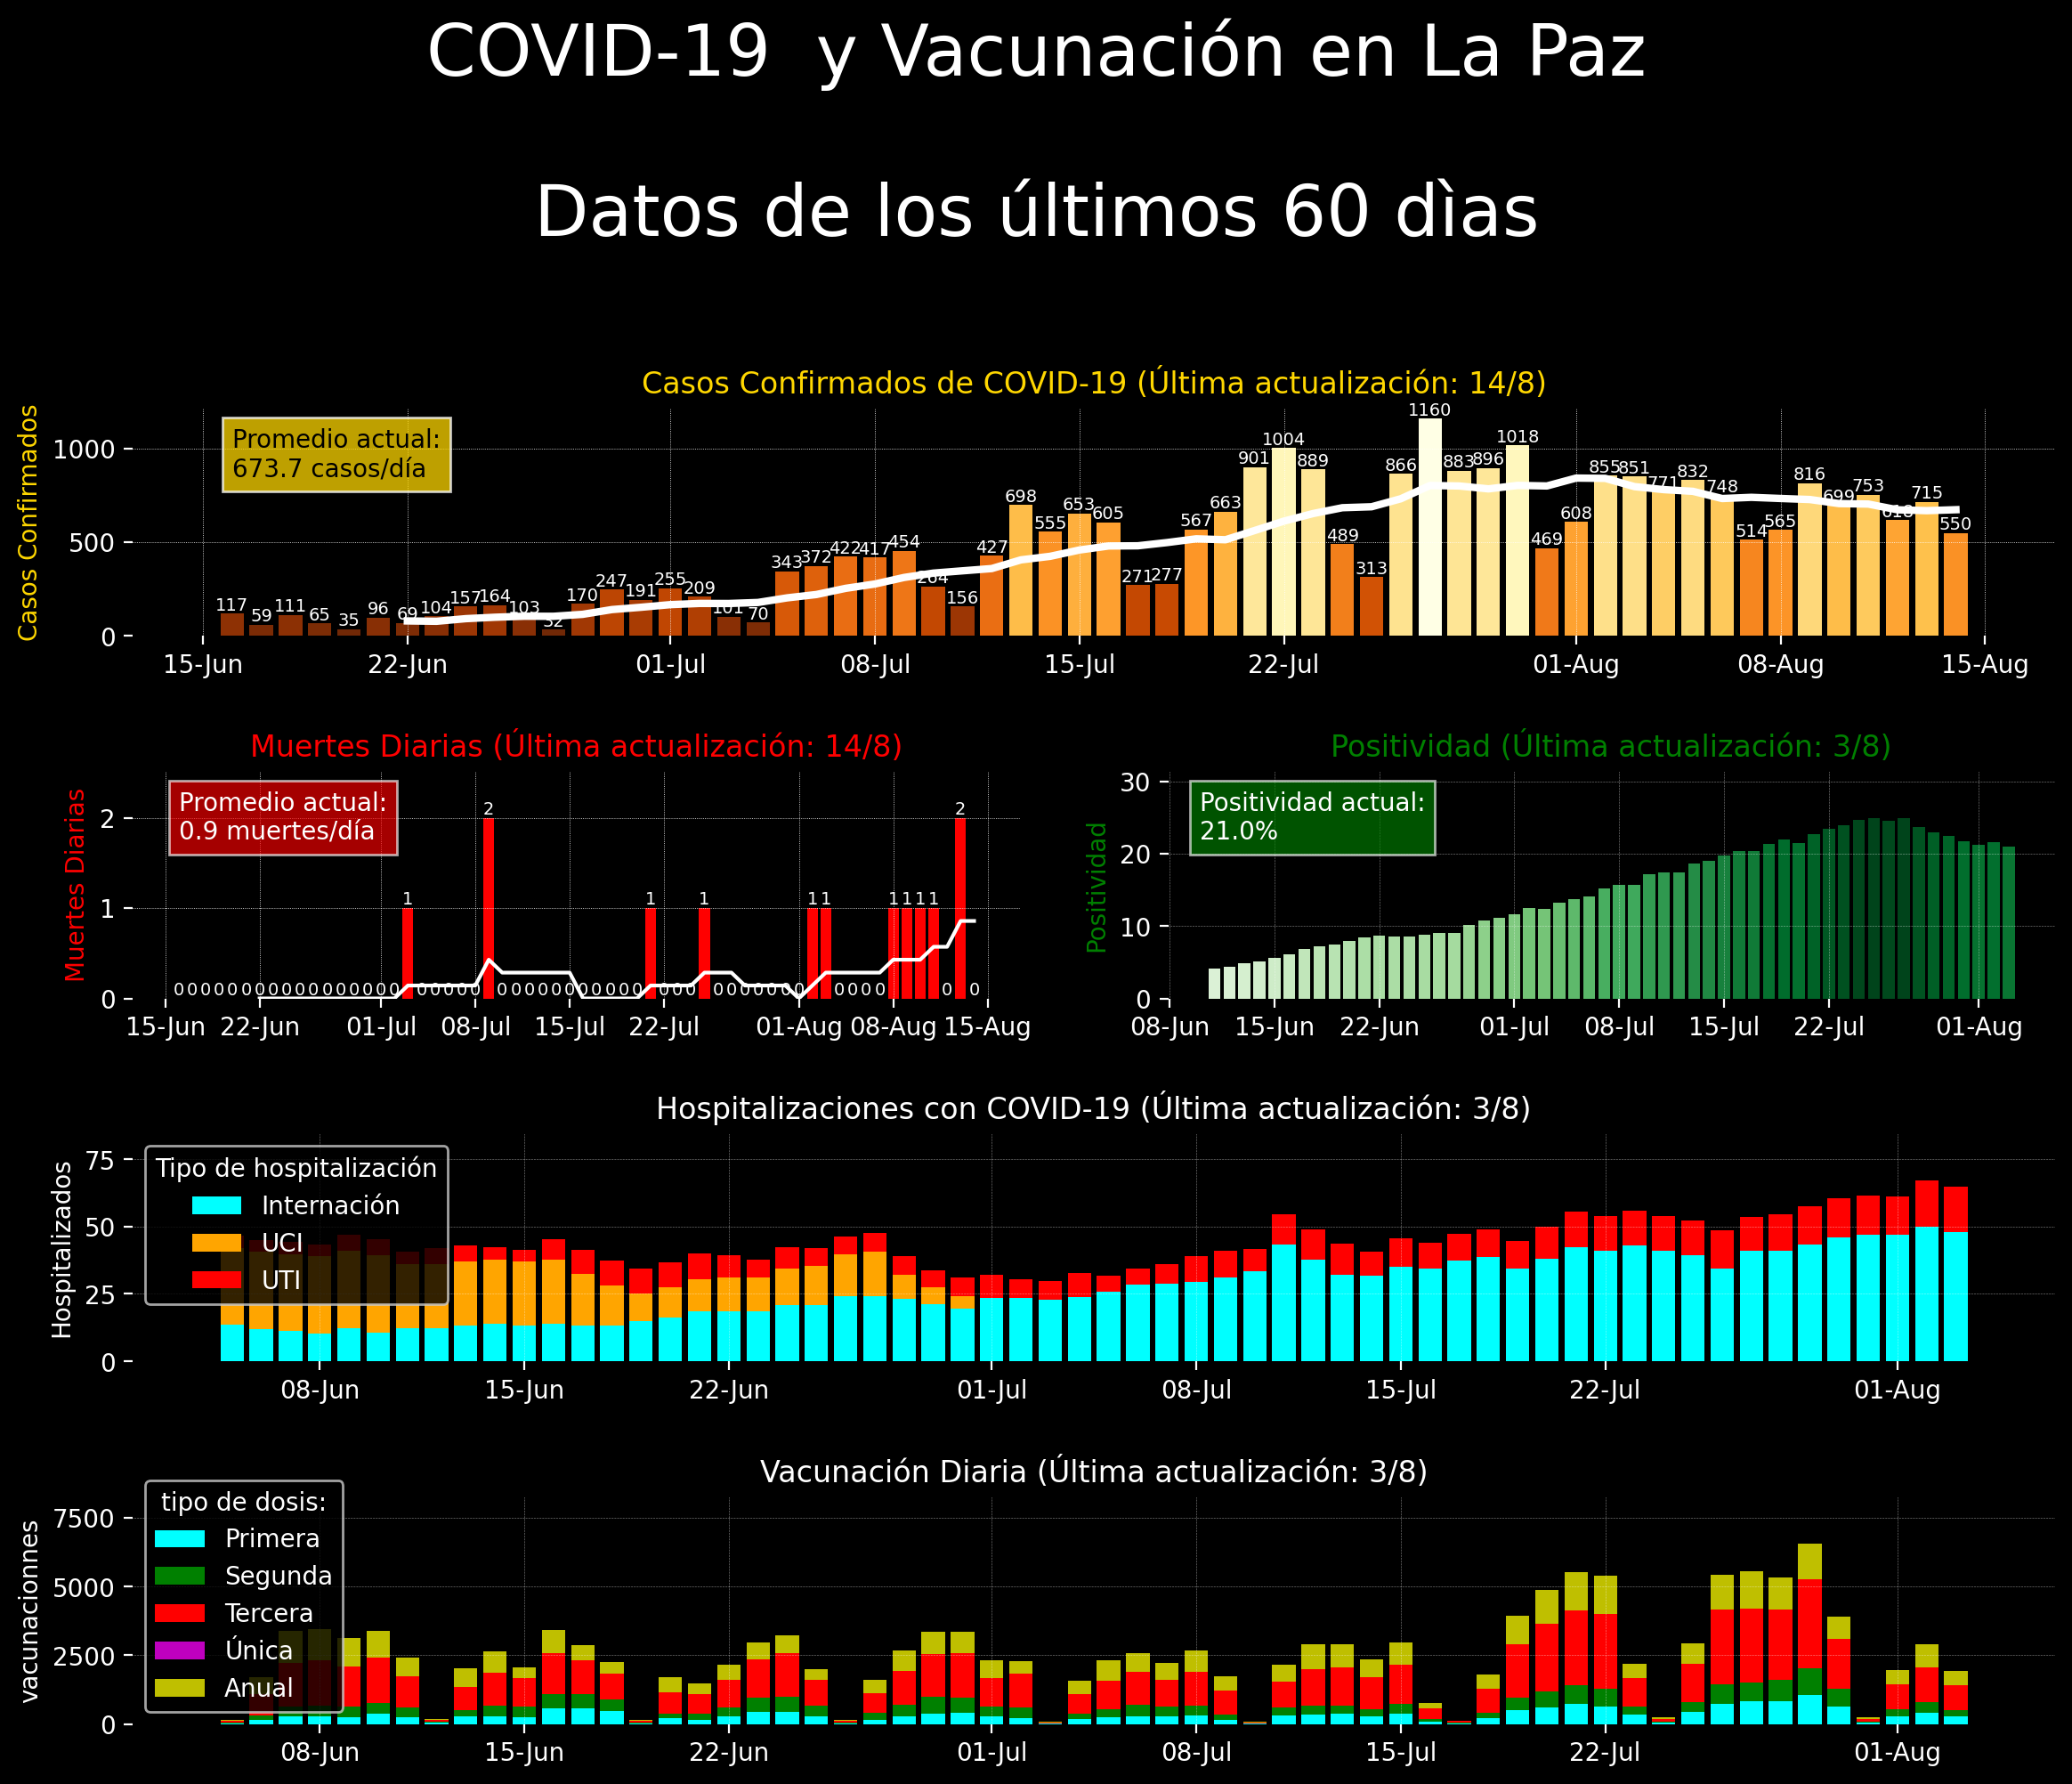 COVID-19  y Vacunación en La Paz
Datos de los últimos 60 dìas
Casos Confirmados de COVID-19 (Última actualización: 14/8)
Casos Confirmados
Promedio actual:
673.7 casos/día
1000
500
0
117 59 111 65 35 96 69 104 157 164 103 32 170 247 191 255 209 101 70 343 372 422 417 454 264 156 427 698 555 653 605 271 277 567 663 901 1004 889 489 313 866 1160 883 896 1018 469 608 855 851 771 832 748 514 565 816 699 753 618 715 550
15-Jun 22-Jun 01-Jul 08-Jul 15-Jul 22-Jul 01-Aug 08-Aug 15-Aug
Muertes Diarias (Última actualización: 14/8)
Muertes Diarias
Promedio actual:
0.9 muertes/día
2
1
0
0 0 0 0 0 0 0 0 0 0 0 0 0 0 0 0 0 1 0 0 0 0 0 2 0 0 0 0 0 0 0 0 0 0 0 1 0 0 0 1 0 0 0 0 0 0 0 1 1 0 0 0 0 1 1 1 1 0 2 0
15-Jun 22-Jun 01-Jul 08-Jul 15-Jul 22-Jul 01-Aug 08-Aug 15-Aug
Positividad (Última actualización: 3/8)
Positividad
Positividad actual:
21.0%
30
20
10
0
08-Jun 15-Jun 22-Jun 01-Jul 08-Jul 15-Jul 22-Jul 01-Aug
Hospitalizaciones con COVID-19 (Última actualización: 3/8)
Hospitalizados
Tipo de hospitalización
Internación
UCI
UTI
75
50
25
0
08-Jun 15-Jun 22-Jun 01-Jul 08-Jul 15-Jul 22-Jul 01-Aug
Vacunación Diaria (Última actualización: 3/8)
vacunacionnes
tipo de dosis:
Primera
Segunda
Tercera
Única
Anual
7500
5000
2500
0
08-Jun 15-Jun 22-Jun 01-Jul 08-Jul 15-Jul 22-Jul 01-Aug